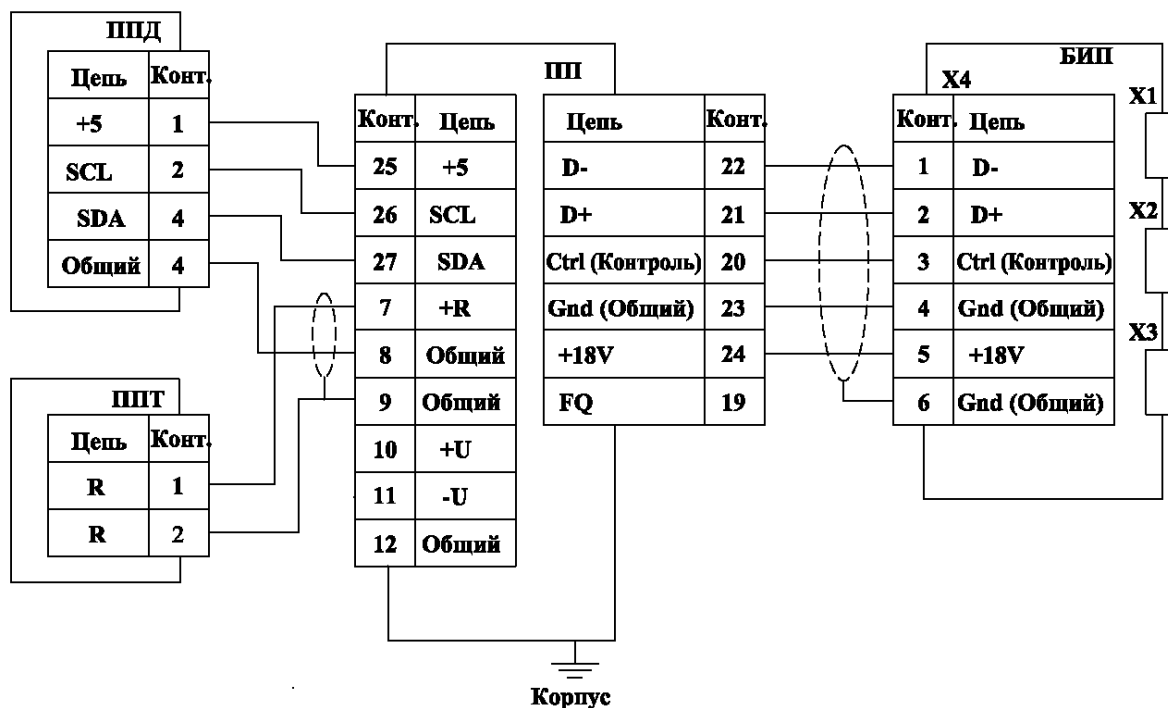 ППД
Цепь Конт.
+5 1
SCL 2
SDA 4
Общий 4
ППТ
Цепь Конт.
R 1
R 2
ПП
Конт. Цепь
25 +5
26 SCL
27 SDA
7 +R
8 Общий
9 Общий
10 +U
11 -U
12 Общий
Цепь Конт.
D- 22
D+ 21
Ctrl (Контроль) 20
Gnd (Общий) 23
+18V 24
FQ 19
Корпус
БИП
X4
Конт. Цепь
1 D-
2 D+
3 Ctrl (Контроль)
4 Gnd (Общий)
5 +18V
6 Gnd (Общий)
X1
X2
X3